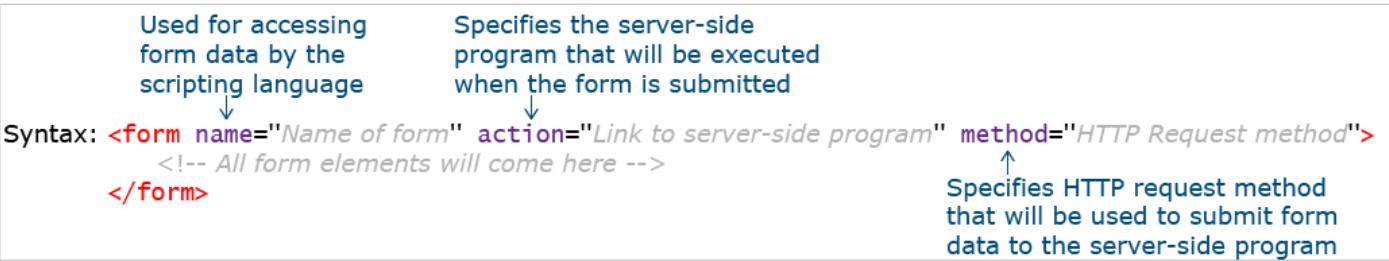 Used for accessing
form data by the
scripting language
Specifies the server-side
program that will be executed
when the form is submitted
Syntax: <form name="Name of form" action="Link to server-side program" method="HTTP Request method">
<!-- All form elements will come here -->
</form>
Specifies HTTP request method
that will be used to submit form
data to the server-side program